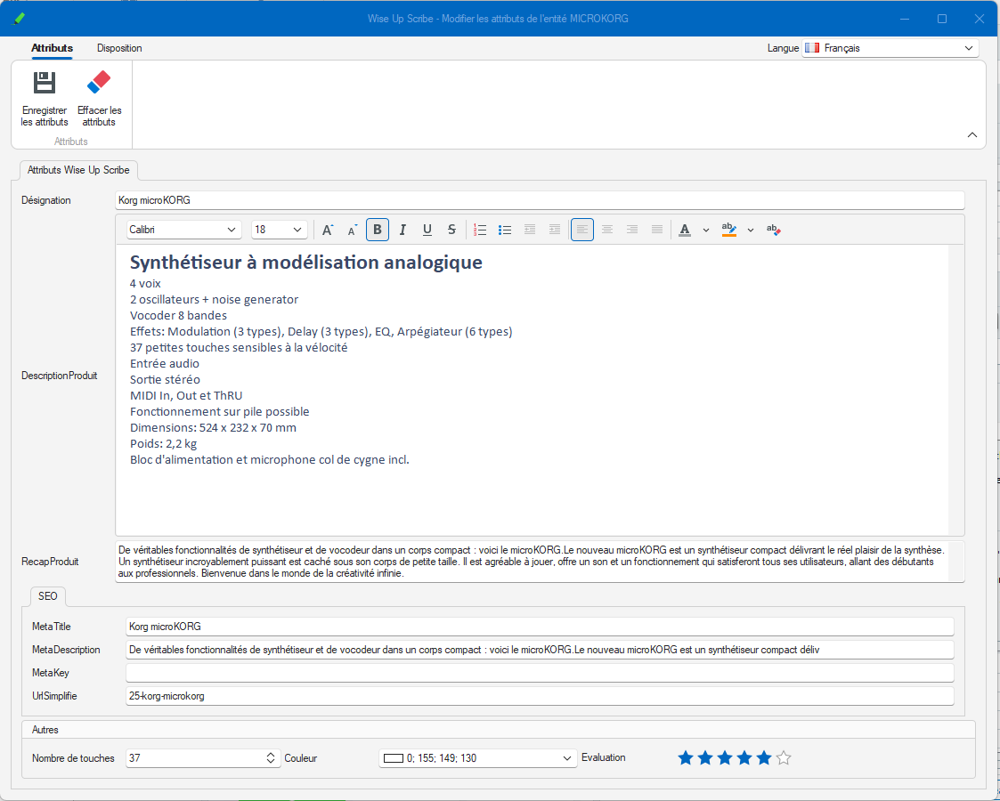 Wise Up Scribe - Modifier les attributs de l'entité MICROKORG
Attributs Disposition Langue Français
Enregistrer les attributs
Effacer les attributs
Attributs
Attributs Wise Up Scribe
Désignation Korg microKORG
Calibri 18 A A B I U S A ab ab
DescriptionProduit
Synthétiseur à modélisation analogique
4 voix
2 oscillateurs + noise generator
Vocoder 8 bandes
Effets: Modulation (3 types), Delay (3 types), EQ, Arpégiateur (6 types)
37 petites touches sensibles à la vélocité
Entrée audio
Sortie stéréo
MIDI In, Out et ThRU
Fonctionnement sur pile possible
Dimensions: 524 x 232 x 70 mm
Poids: 2,2 kg
Bloc d'alimentation et microphone col de cygne incl.
RecapProduit
De véritables fonctionnalités de synthétiseur et de vocodeur dans un corps compact : voici le microKORG.Le nouveau microKORG est un synthétiseur compact délivrant le réel plaisir de la synthèse.
Un synthétiseur incroyablement puissant est caché sous son corps de petite taille. Il est agréable à jouer, offre un son et un fonctionnement qui satisferont tous ses utilisateurs, allant des débutants
aux professionnels. Bienvenue dans le monde de la créativité infinie.
SEO
MetaTitle Korg microKORG
MetaDescription De véritables fonctionnalités de synthétiseur et de vocodeur dans un corps compact : voici le microKORG.Le nouveau microKORG est un synthétiseur compact déliv
MetaKey
UrlSimplifie 25-korg-microkorg
Autres
Nombre de touches 37 Couleur 0; 155; 149; 130 Evaluation